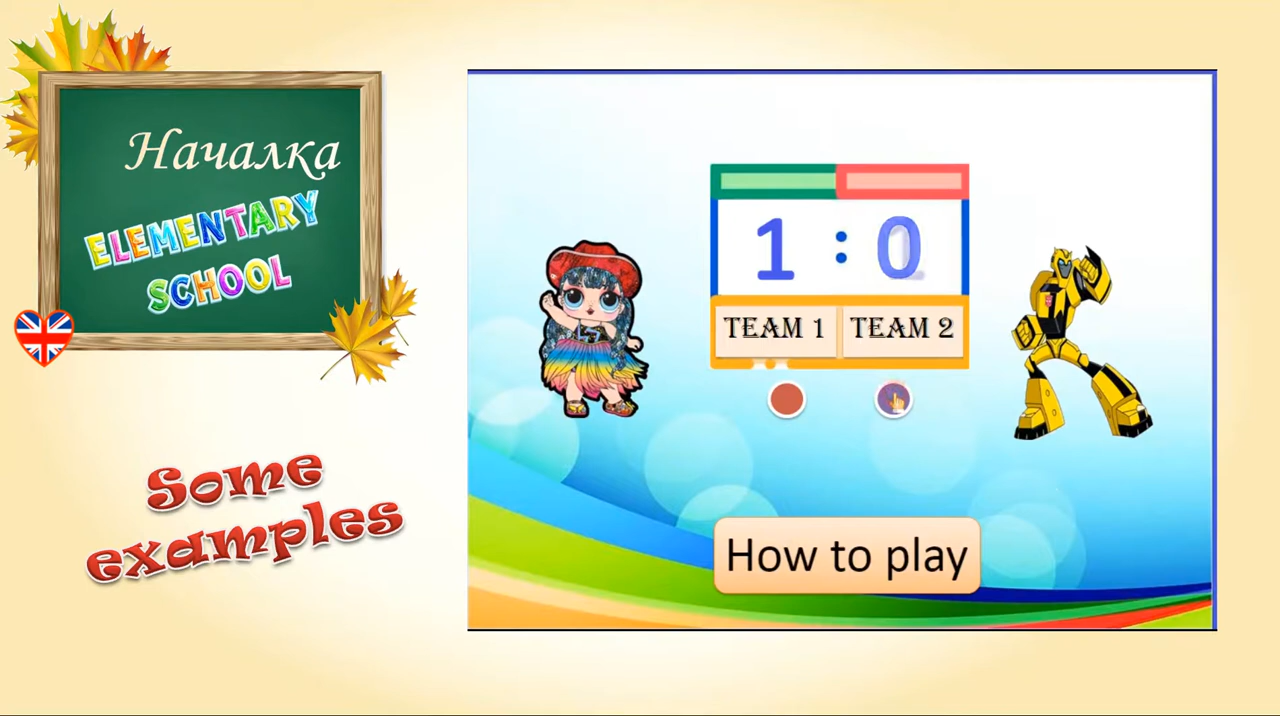 Началка
ELEMENTARY
SCHOOL
Some
examples
1 : 0
TEAM 1 TEAM 2
How to play